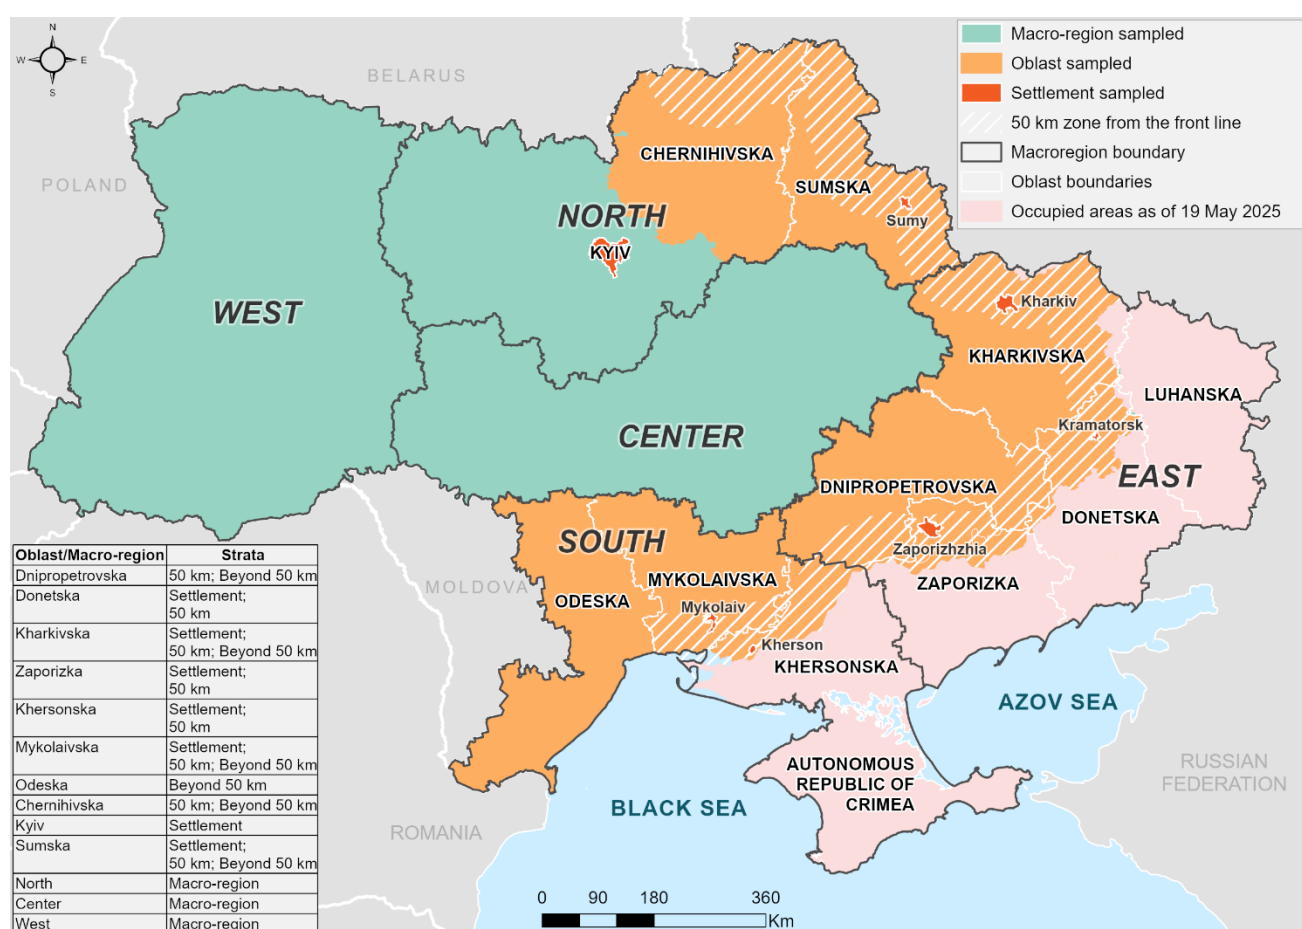 N
W
E
S
BELARUS
POLAND
Macro-region sampled
Oblast sampled
Settlement sampled
50 km zone from the front line
Macroregion boundary
Oblast boundaries
Occupied areas as of 19 May 2025
CHERNIHIVSKA
SUMSKA
Sumy
NORTH
KYIV
WEST
Kharkiv
KHARKIVSKA
LUHANSKA
Kramatorsk
CENTER
EAST
DNIPROPETROVSKA
DONETSKA
Zaporizhzhia
ZAPORIZKA
SOUTH
MYKOLAIVSKA
ODESKA
Mykolaiv
Kherson
KHERSONSKA
MOLDOVA
AZOV SEA
AUTONOMOUS
REPUBLIC OF
CRIMEA
BLACK SEA
RUSSIAN
FEDERATION
ROMANIA
Oblast/Macro-region Strata
Dnipropetrovska 50 km; Beyond 50 km
Donetska Settlement;
50 km
Kharkivska Settlement;
50 km; Beyond 50 km
Zaporizka Settlement;
50 km
Khersonska Settlement;
50 km
Mykolaivska Settlement;
50 km; Beyond 50 km
Odeska Beyond 50 km
Chernihivska 50 km; Beyond 50 km
Kyiv Settlement
Sumska Settlement;
50 km; Beyond 50 km
North Macro-region
Center Macro-region
West Macro-region
0 90 180 360
Km